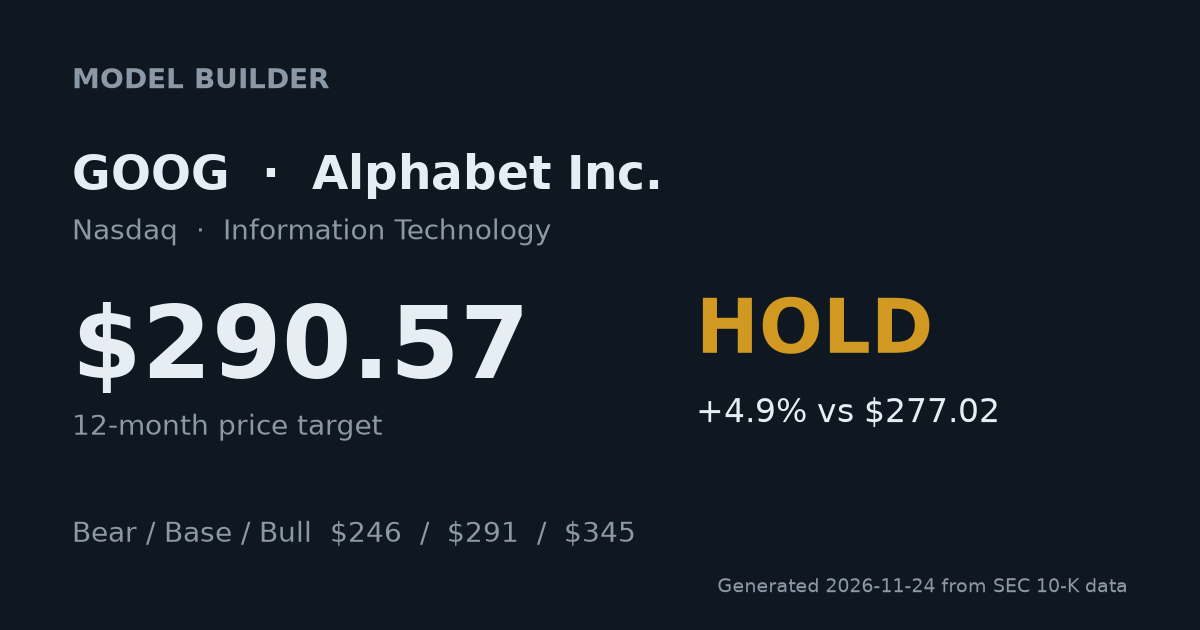 MODEL BUILDER
GOOG · Alphabet Inc.
Nasdaq · Information Technology
$290.57
12-month price target
HOLD
+4.9% vs $277.02
Bear / Base / Bull $246 / $291 / $345
Generated 2026-11-24 from SEC 10-K data